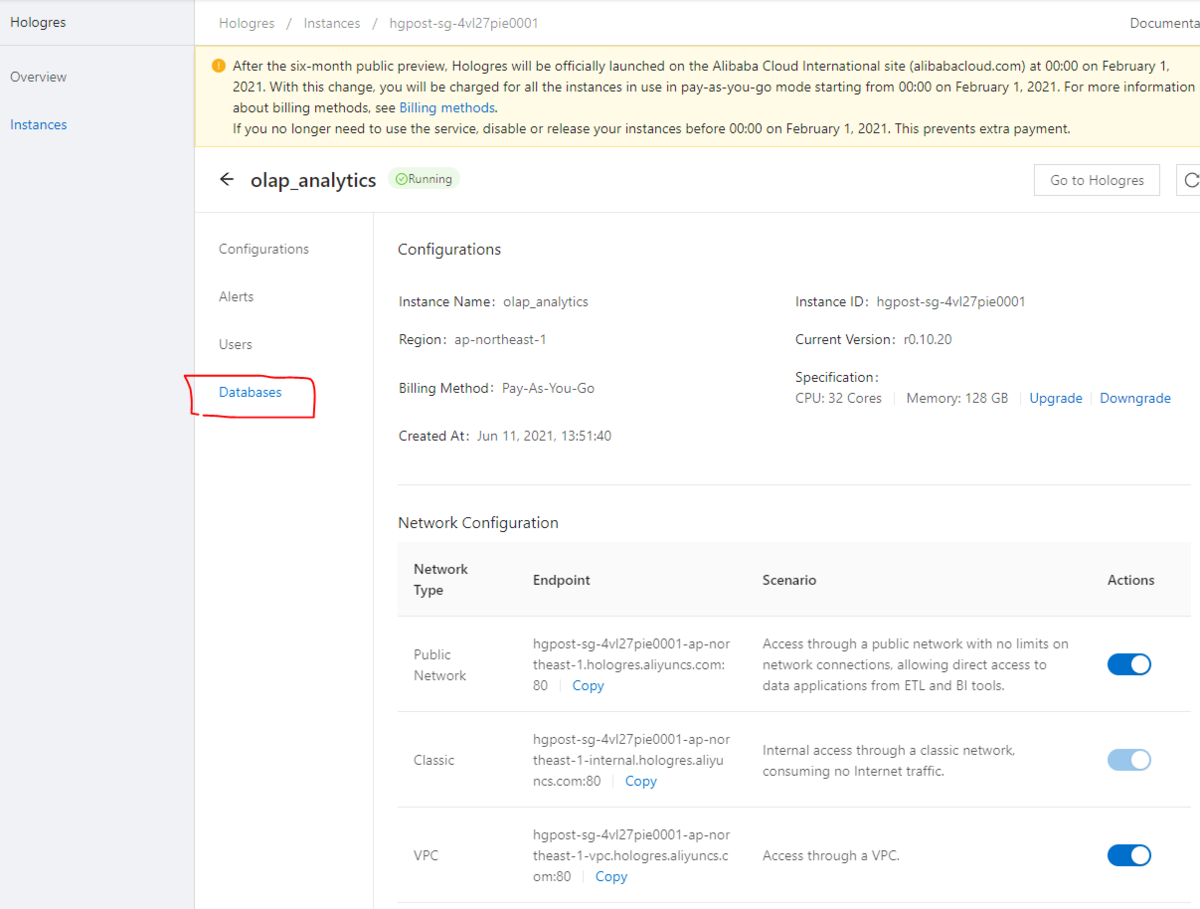 Hologres
Hologres / Instances / hgpost-sg-4vl27pie0001
Overview
Instances
After the six-month public preview, Hologres will be officially launched on the Alibaba Cloud International site (alibabacloud.com) at 00:00 on February 1,
2021. With this change, you will be charged for all the instances in use in pay-as-you-go mode starting from 00:00 on February 1, 2021. For more information
about billing methods, see Billing methods.
If you no longer need to use the service, disable or release your instances before 00:00 on February 1, 2021. This prevents extra payment.
olap_analytics Running
Go to Hologres
Configurations
Alerts
Users
Databases
Configurations
Instance Name: olap_analytics
Instance ID: hgpost-sg-4vl27pie0001
Region: ap-northeast-1
Current Version: r0.10.20
Billing Method: Pay-As-You-Go
Specification:
CPU: 32 Cores Memory: 128 GB Upgrade Downgrade
Created At: Jun 11, 2021, 13:51:40
Network Configuration
Network
Type
Endpoint
Scenario
Actions
Public
Network
hgpost-sg-4vl27pie0001-ap-nor
theast-1.hologres.aliyuncs.com:
80 Copy
Access through a public network with no limits on
network connections, allowing direct access to
data applications from ETL and BI tools.
Classic
hgpost-sg-4vl27pie0001-ap-nor
theast-1-internal.hologres.aliyu
ncs.com:80 Copy
Internal access through a classic network,
consuming no Internet traffic.
VPC
hgpost-sg-4vl27pie0001-ap-nor
theast-1-vpc.hologres.aliyuncs.c
om:80 Copy
Access through a VPC.